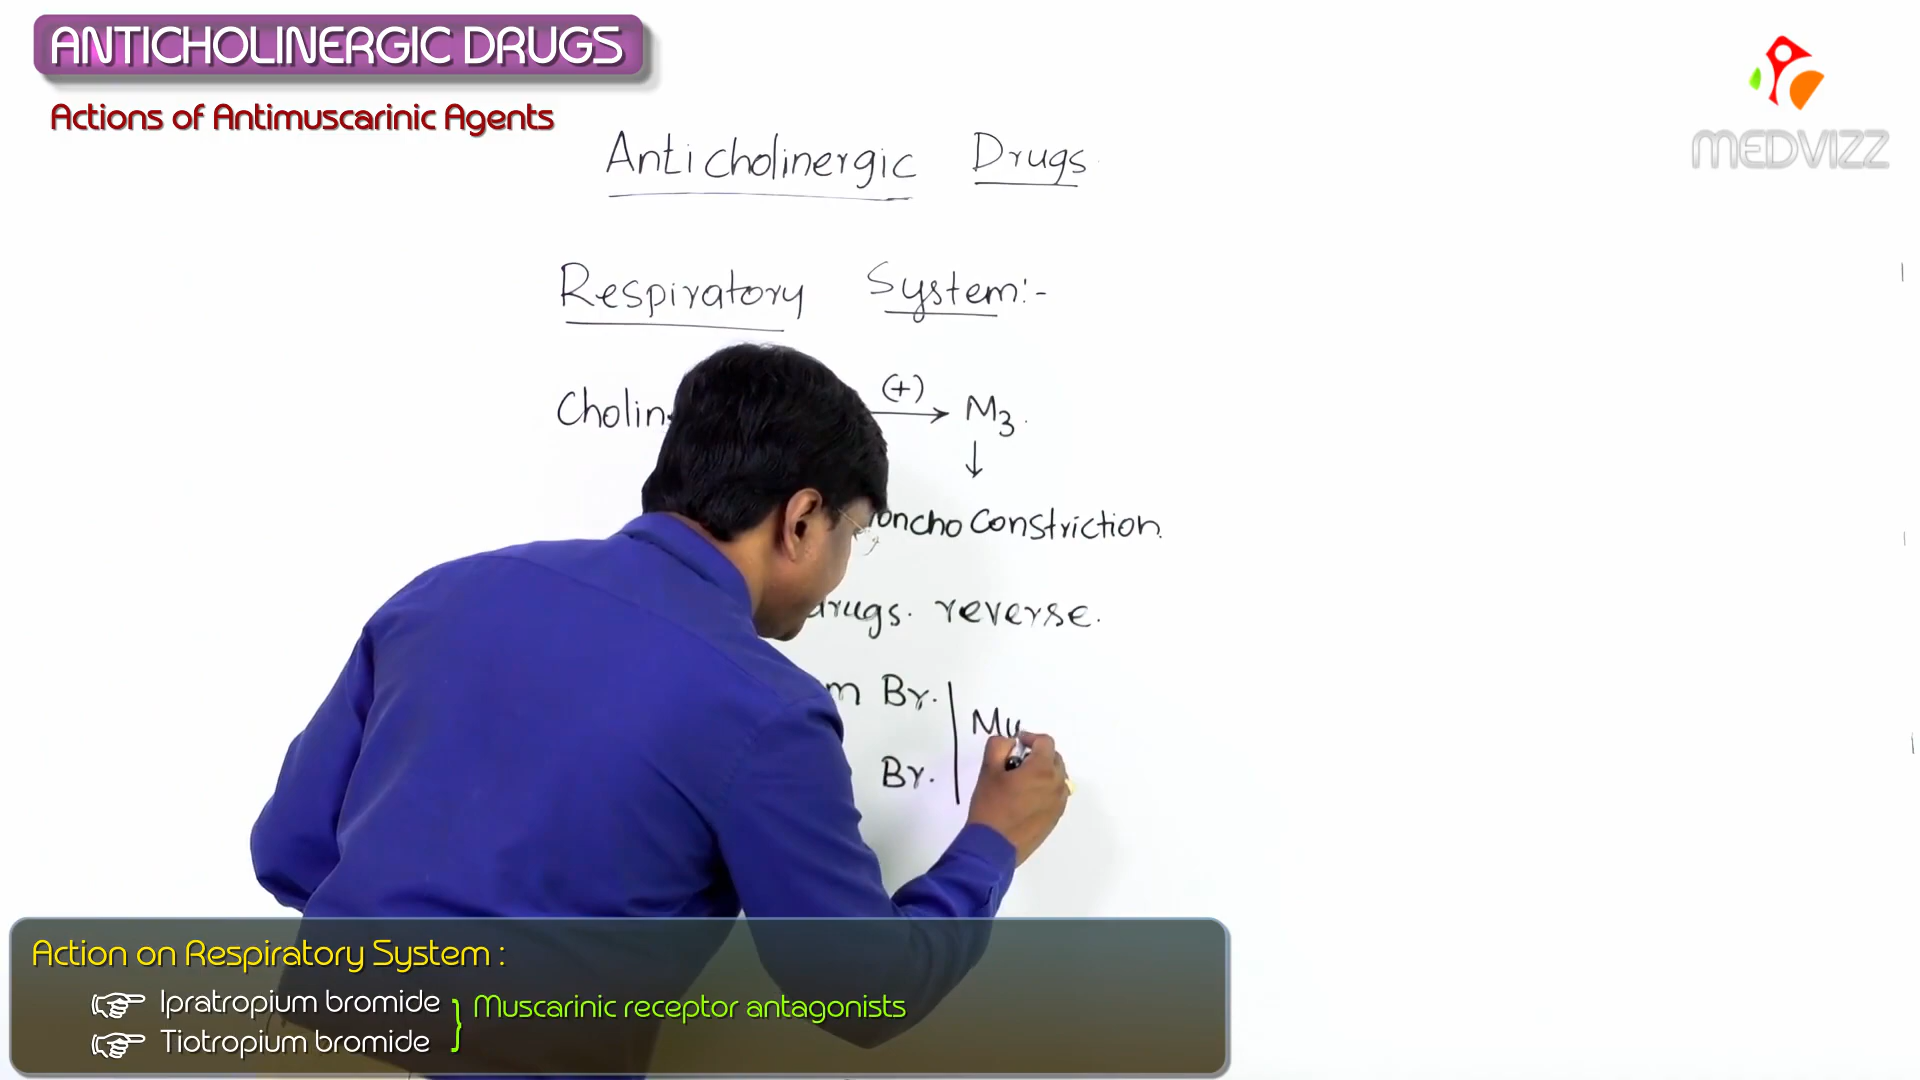 ANTICHOLINERGIC DRUGS
Actions of Antimuscarinic Agents
MEDVIZZ
Anticholinergic Drugs
Respiratory System:-
(+)
Cholin → M3.
↓
oncho Constriction.
drugs. reverse.
m Br.
Mu
Br.
Action on Respiratory System :
Ipratropium bromide
Muscarinic receptor antagonists
Tiotropium bromide